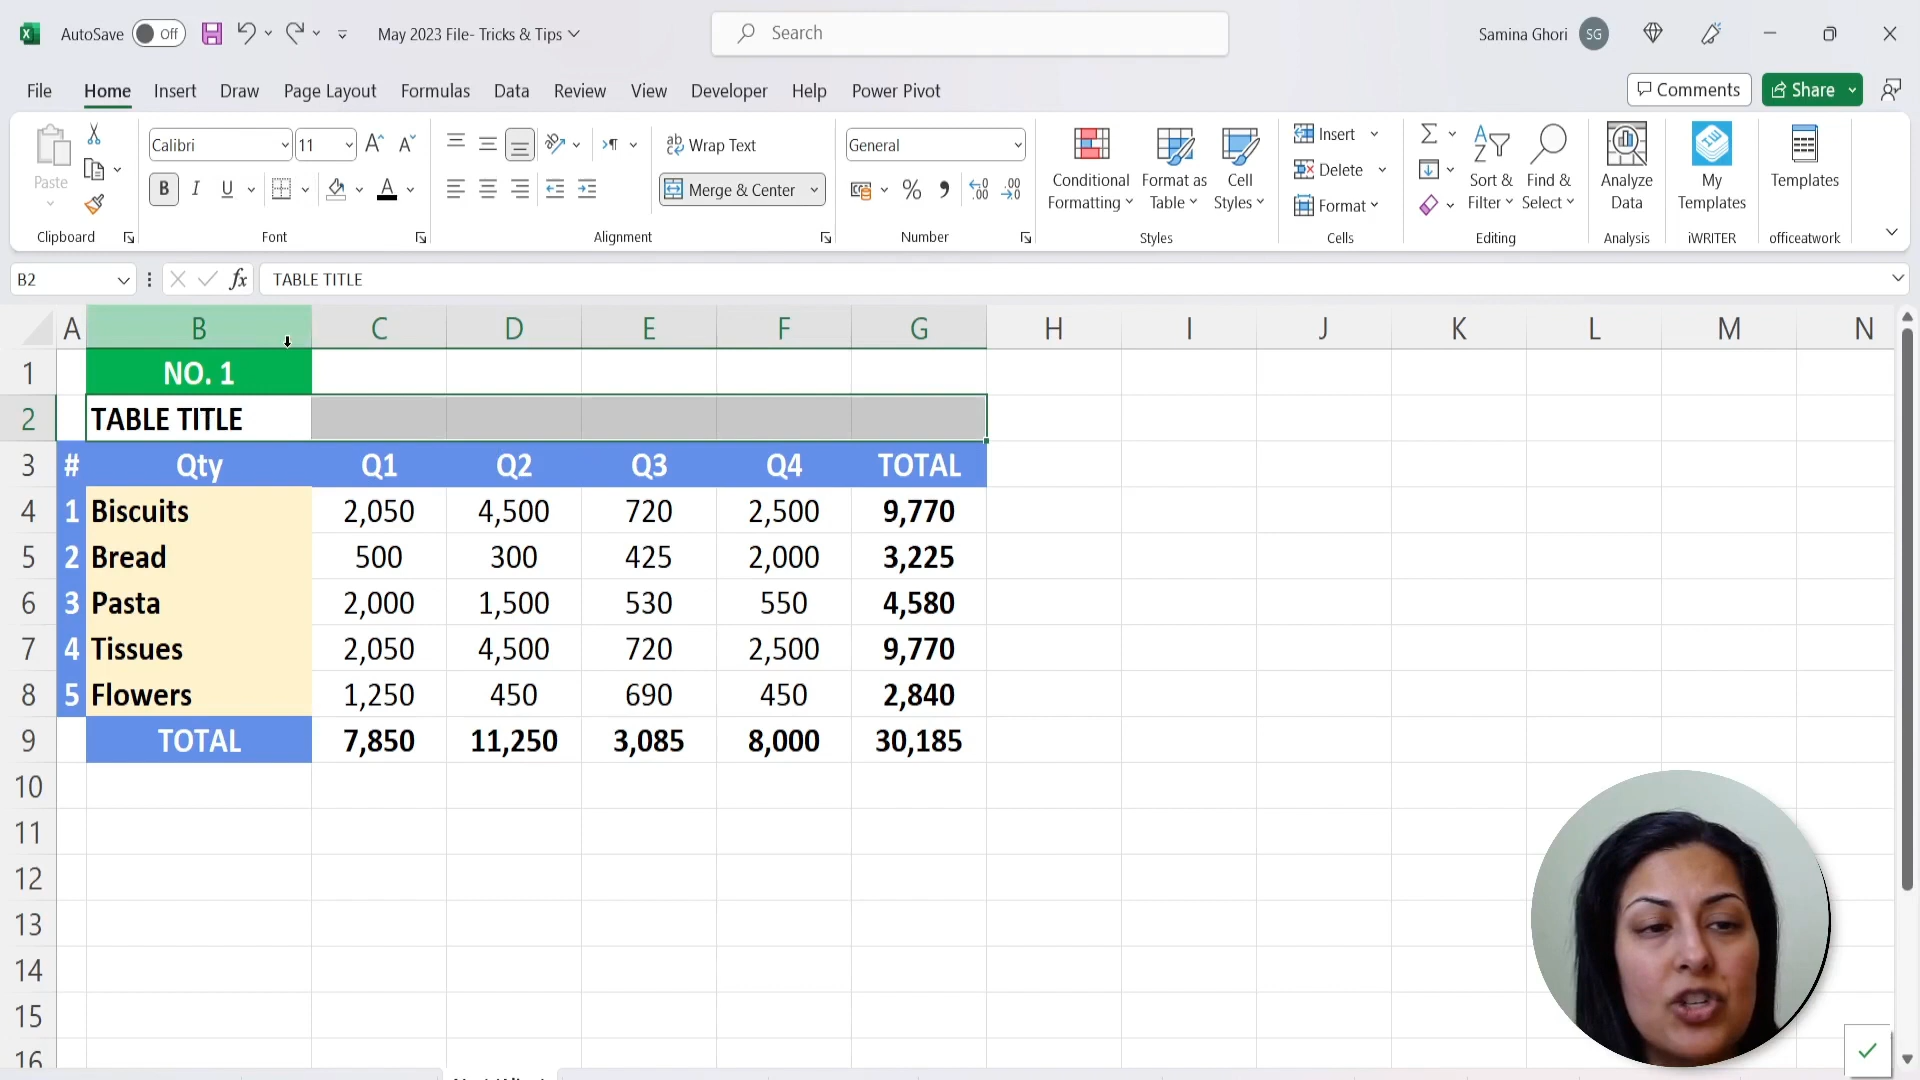 AutoSave Off May 2023 File- Tricks & Tips Search Samina Ghori SG
File Home Insert Draw Page Layout Formulas Data Review View Developer Help Power Pivot Comments Share
Paste
Clipboard
Calibri 11
B I U A
Font
Wrap Text
Merge & Center
Alignment
General
%
Number
Conditional Formatting
Format as Table
Cell Styles
Styles
Insert
Delete
Format
Cells
Sort & Filter
Find & Select
Editing
Analyze Data
Analysis
My Templates
iWRITER
Templates
officeatwork
B2 fx TABLE TITLE
A B C D E F G H I J K L M N
1 NO. 1
2 TABLE TITLE
3 # Qty Q1 Q2 Q3 Q4 TOTAL
4 1 Biscuits 2,050 4,500 720 2,500 9,770
5 2 Bread 500 300 425 2,000 3,225
6 3 Pasta 2,000 1,500 530 550 4,580
7 4 Tissues 2,050 4,500 720 2,500 9,770
8 5 Flowers 1,250 450 690 450 2,840
9 TOTAL 7,850 11,250 3,085 8,000 30,185
10
11
12
13
14
15
16